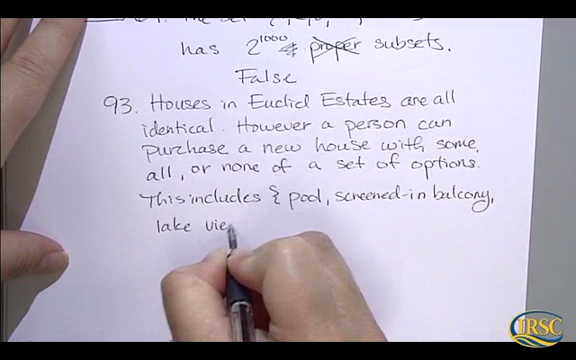 has 2^1000 proper subsets.
False
93. Houses in Euclid Estates are all
identical. However a person can
purchase a new house with some,
all, or none of a set of options.
This includes { pool, screened-in balcony,
lake vie
IRSC